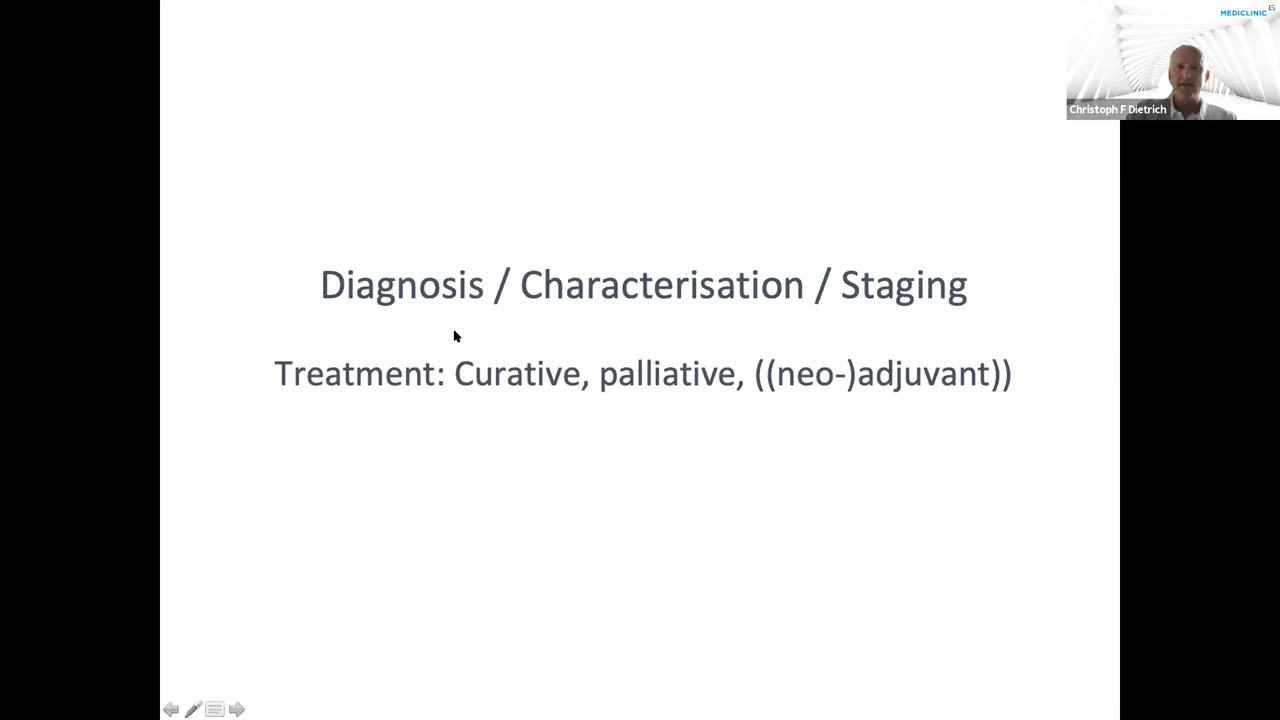 MEDICLINIC
Christoph F Dietrich
Diagnosis / Characterisation / Staging
Treatment: Curative, palliative, ((neo-)adjuvant))